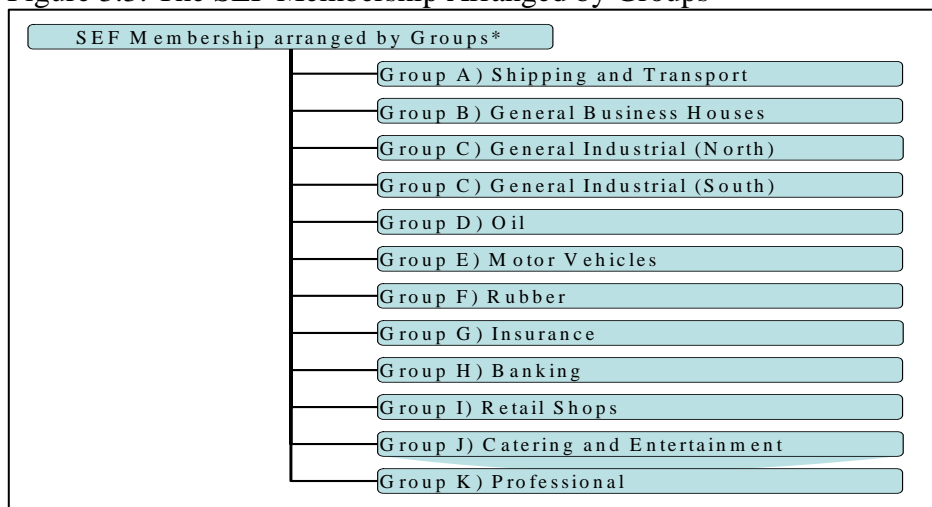 Figure 3.3: The SEF Membership Arranged by Groups
SEF Membership arranged by Groups*
Group A) Shipping and Transport
Group B) General Business Houses
Group C) General Industrial (North)
Group C) General Industrial (South)
Group D) Oil
Group E) Motor Vehicles
Group F) Rubber
Group G) Insurance
Group H) Banking
Group I) Retail Shops
Group J) Catering and Entertainment
Group K) Professional